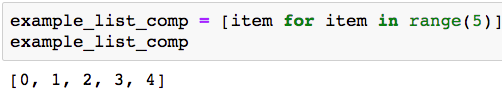 example_list_comp = [item for item in range(5)]
example_list_comp
[0, 1, 2, 3, 4]